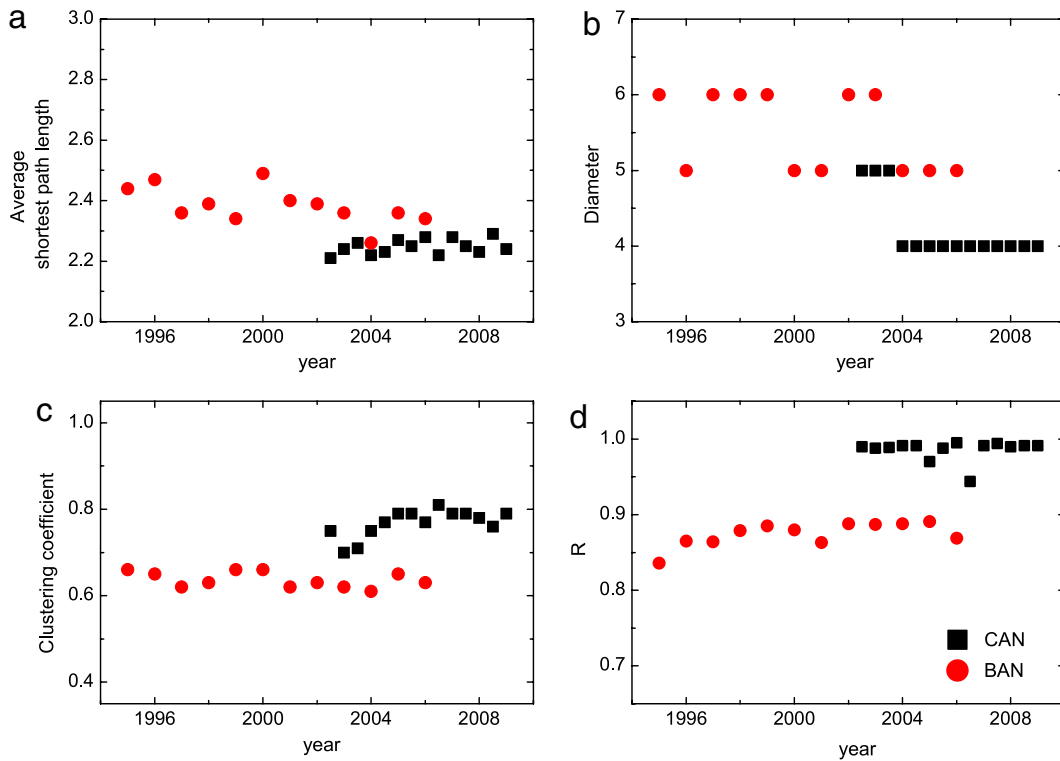 a
3.0
2.8
2.6
2.4
2.2
2.0
Average
shortest path length
1996
2000
2004
2008
year
b
7
6
5
4
3
Diameter
1996
2000
2004
2008
year
c
1.0
0.8
0.6
0.4
Clustering coefficient
1996
2000
2004
2008
year
d
1.0
0.9
0.8
0.7
R
CAN
BAN
1996
2000
2004
2008
year